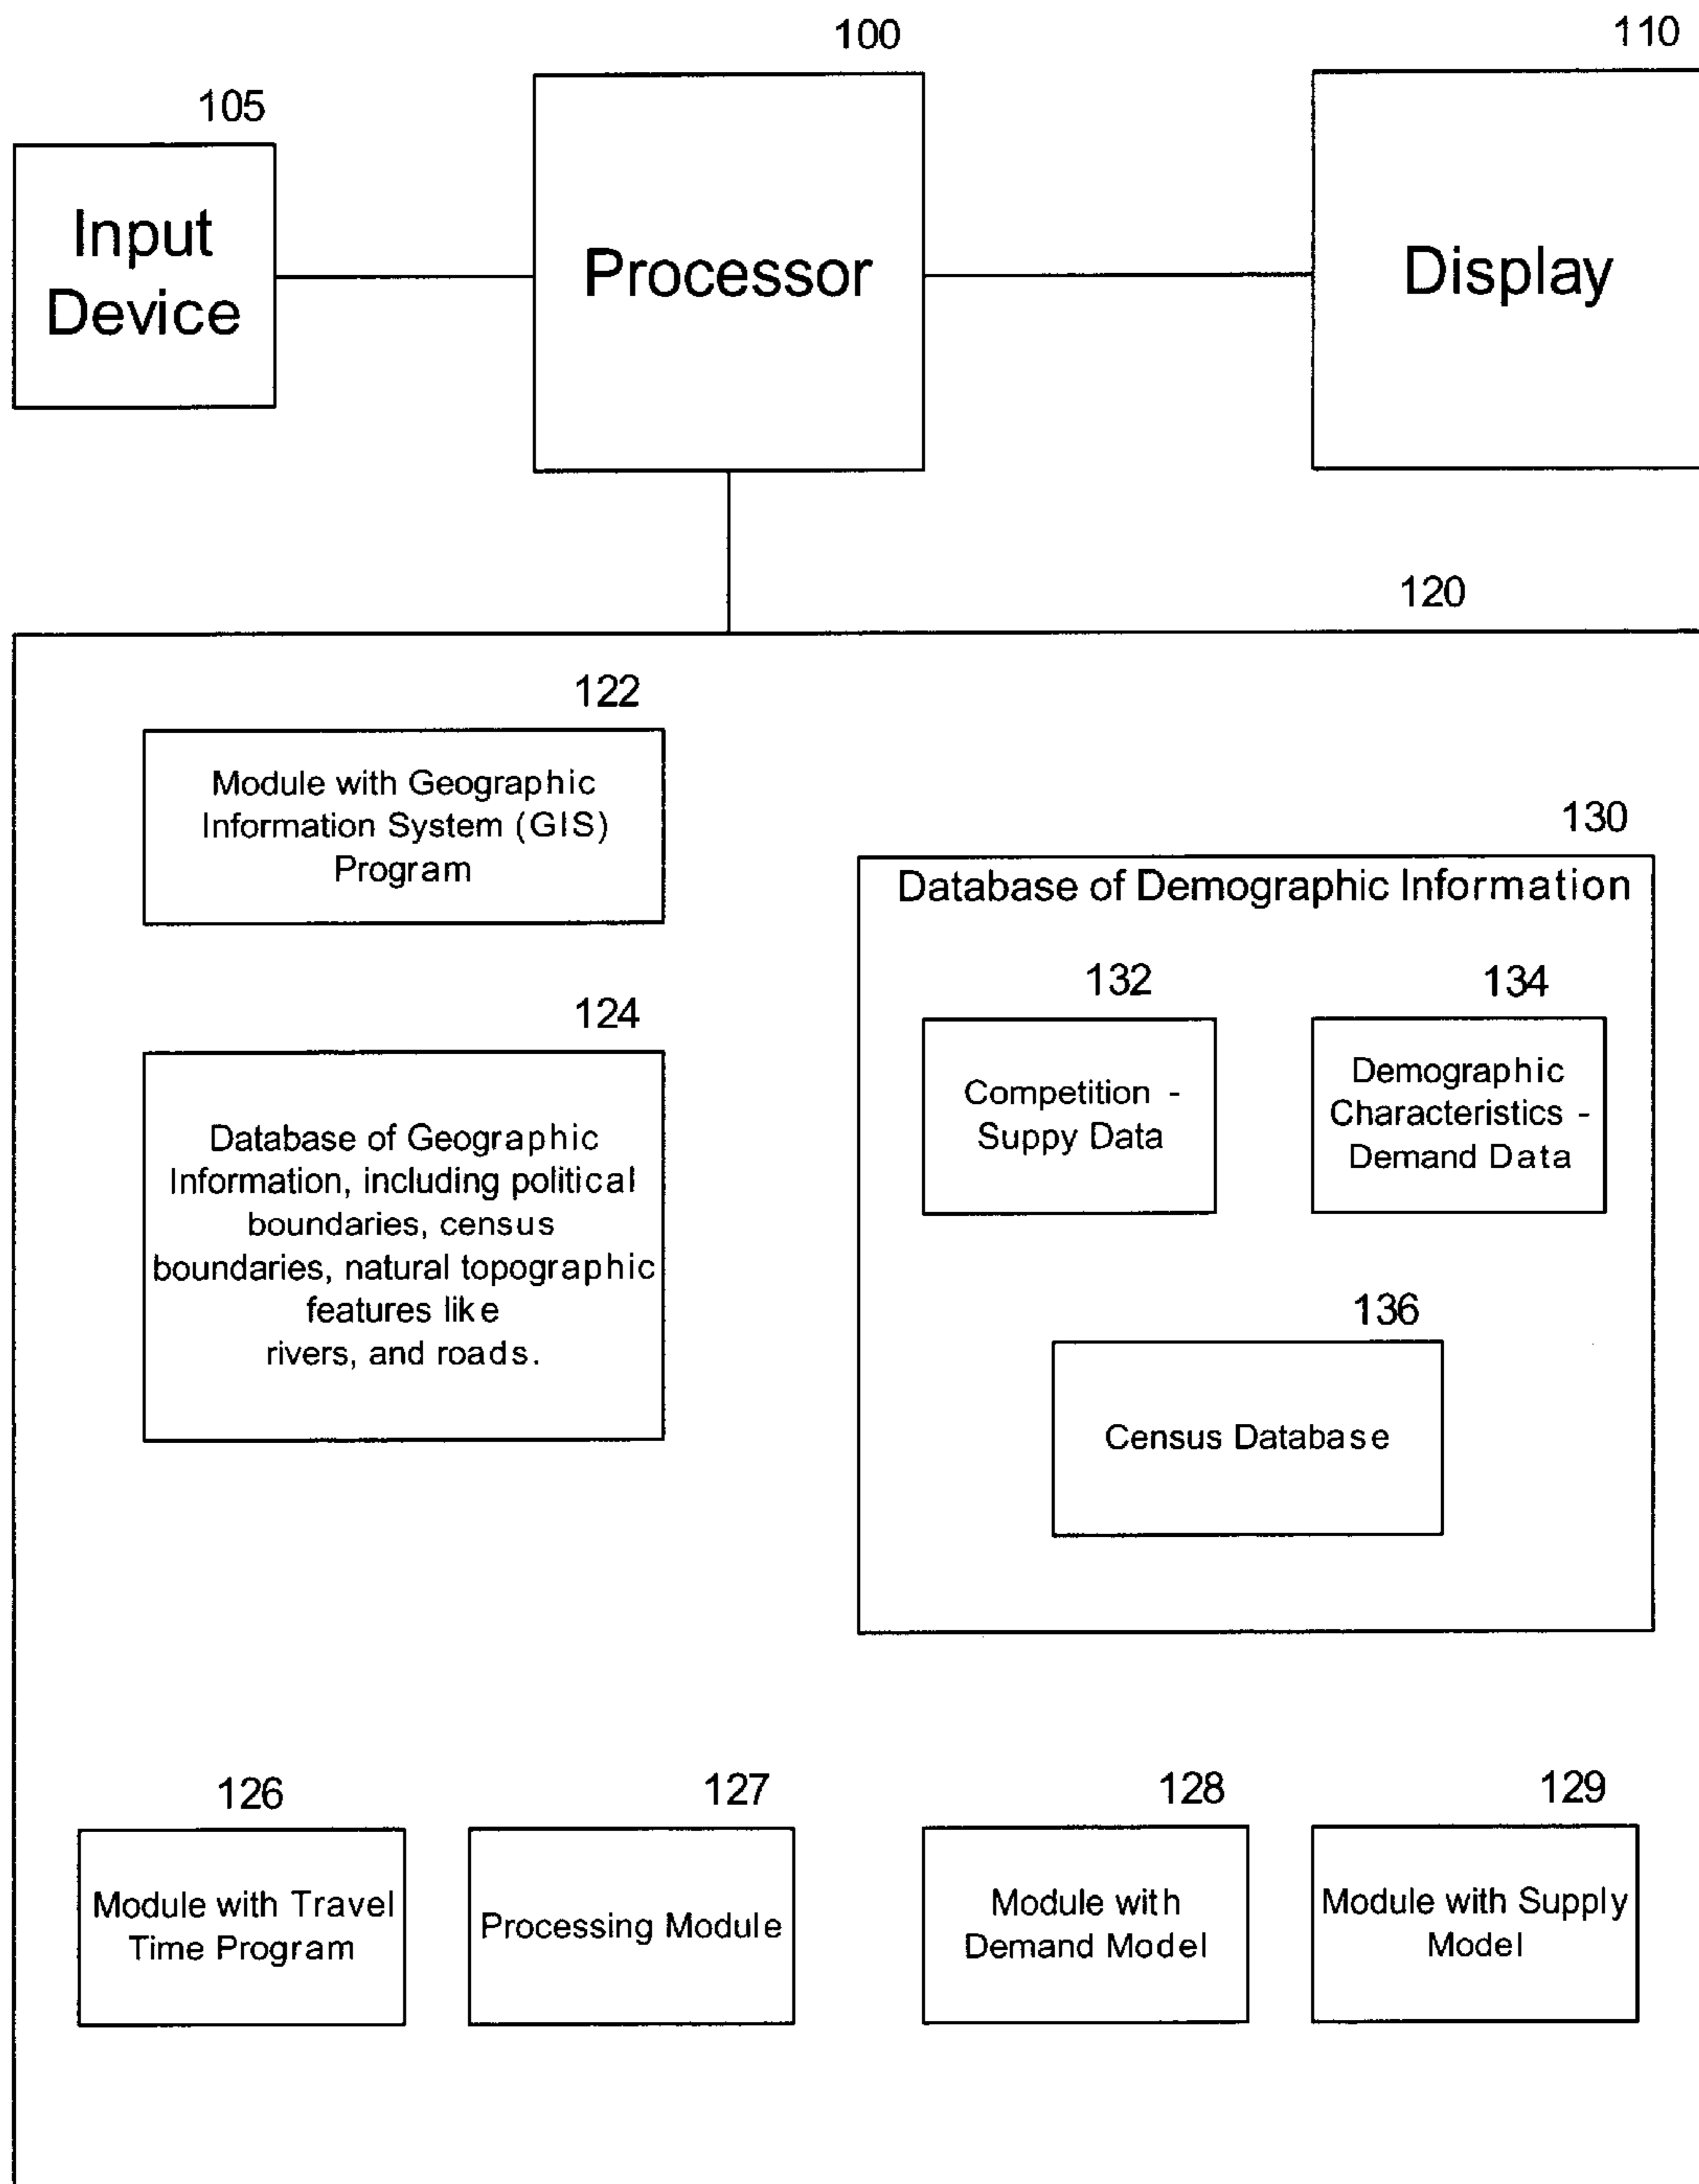 100
110
105
Input
Device
Processor
Display
120
122
Module with Geographic
Information System (GIS)
Program
130
Database of Demographic Information
124
Database of Geographic
Information, including political
boundaries, census
boundaries, natural topographic
features like
rivers, and roads.
132
Competition -
Suppy Data
134
Demographic
Characteristics -
Demand Data
136
Census Database
126
Module with Travel
Time Program
127
Processing Module
128
Module with
Demand Model
129
Module with Supply
Model